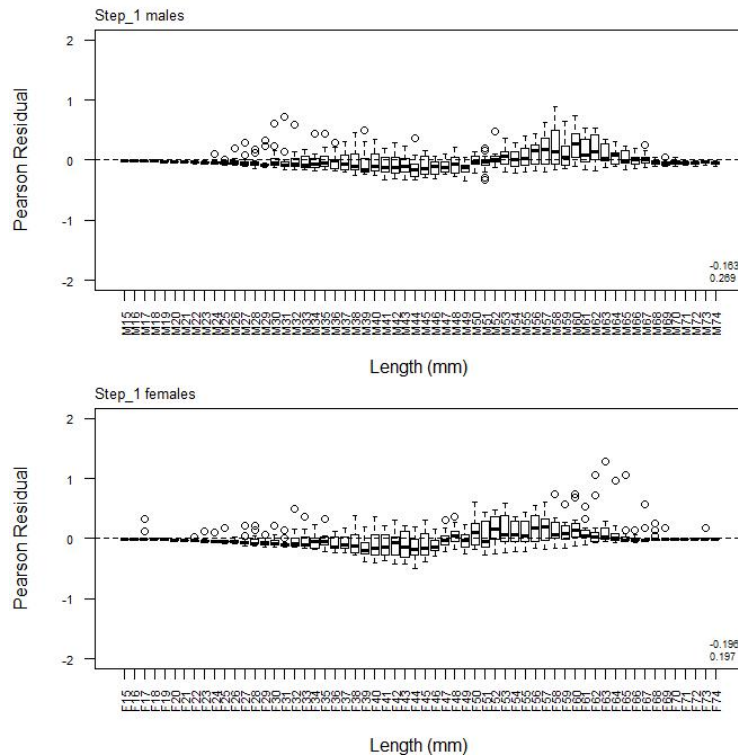 Step_1 males
Pearson Residual
2
1
0
-1
-2
-0.163
0.269
M15 M16 M17 M18 M19 M20 M21 M22 M23 M24 M25 M26 M27 M28 M29 M30 M31 M32 M33 M34 M35 M36 M37 M38 M39 M40 M41 M42 M43 M44 M45 M46 M47 M48 M49 M50 M51 M52 M53 M54 M55 M56 M57 M58 M59 M60 M61 M62 M63 M64 M65 M66 M67 M68 M69 M70 M71 M72 M73 M74
Length (mm)
Step_1 females
Pearson Residual
2
1
0
-1
-2
-0.196
0.197
F15 F16 F17 F18 F19 F20 F21 F22 F23 F24 F25 F26 F27 F28 F29 F30 F31 F32 F33 F34 F35 F36 F37 F38 F39 F40 F41 F42 F43 F44 F45 F46 F47 F48 F49 F50 F51 F52 F53 F54 F55 F56 F57 F58 F59 F60 F61 F62 F63 F64 F65 F66 F67 F68 F69 F70 F71 F72 F73 F74
Length (mm)